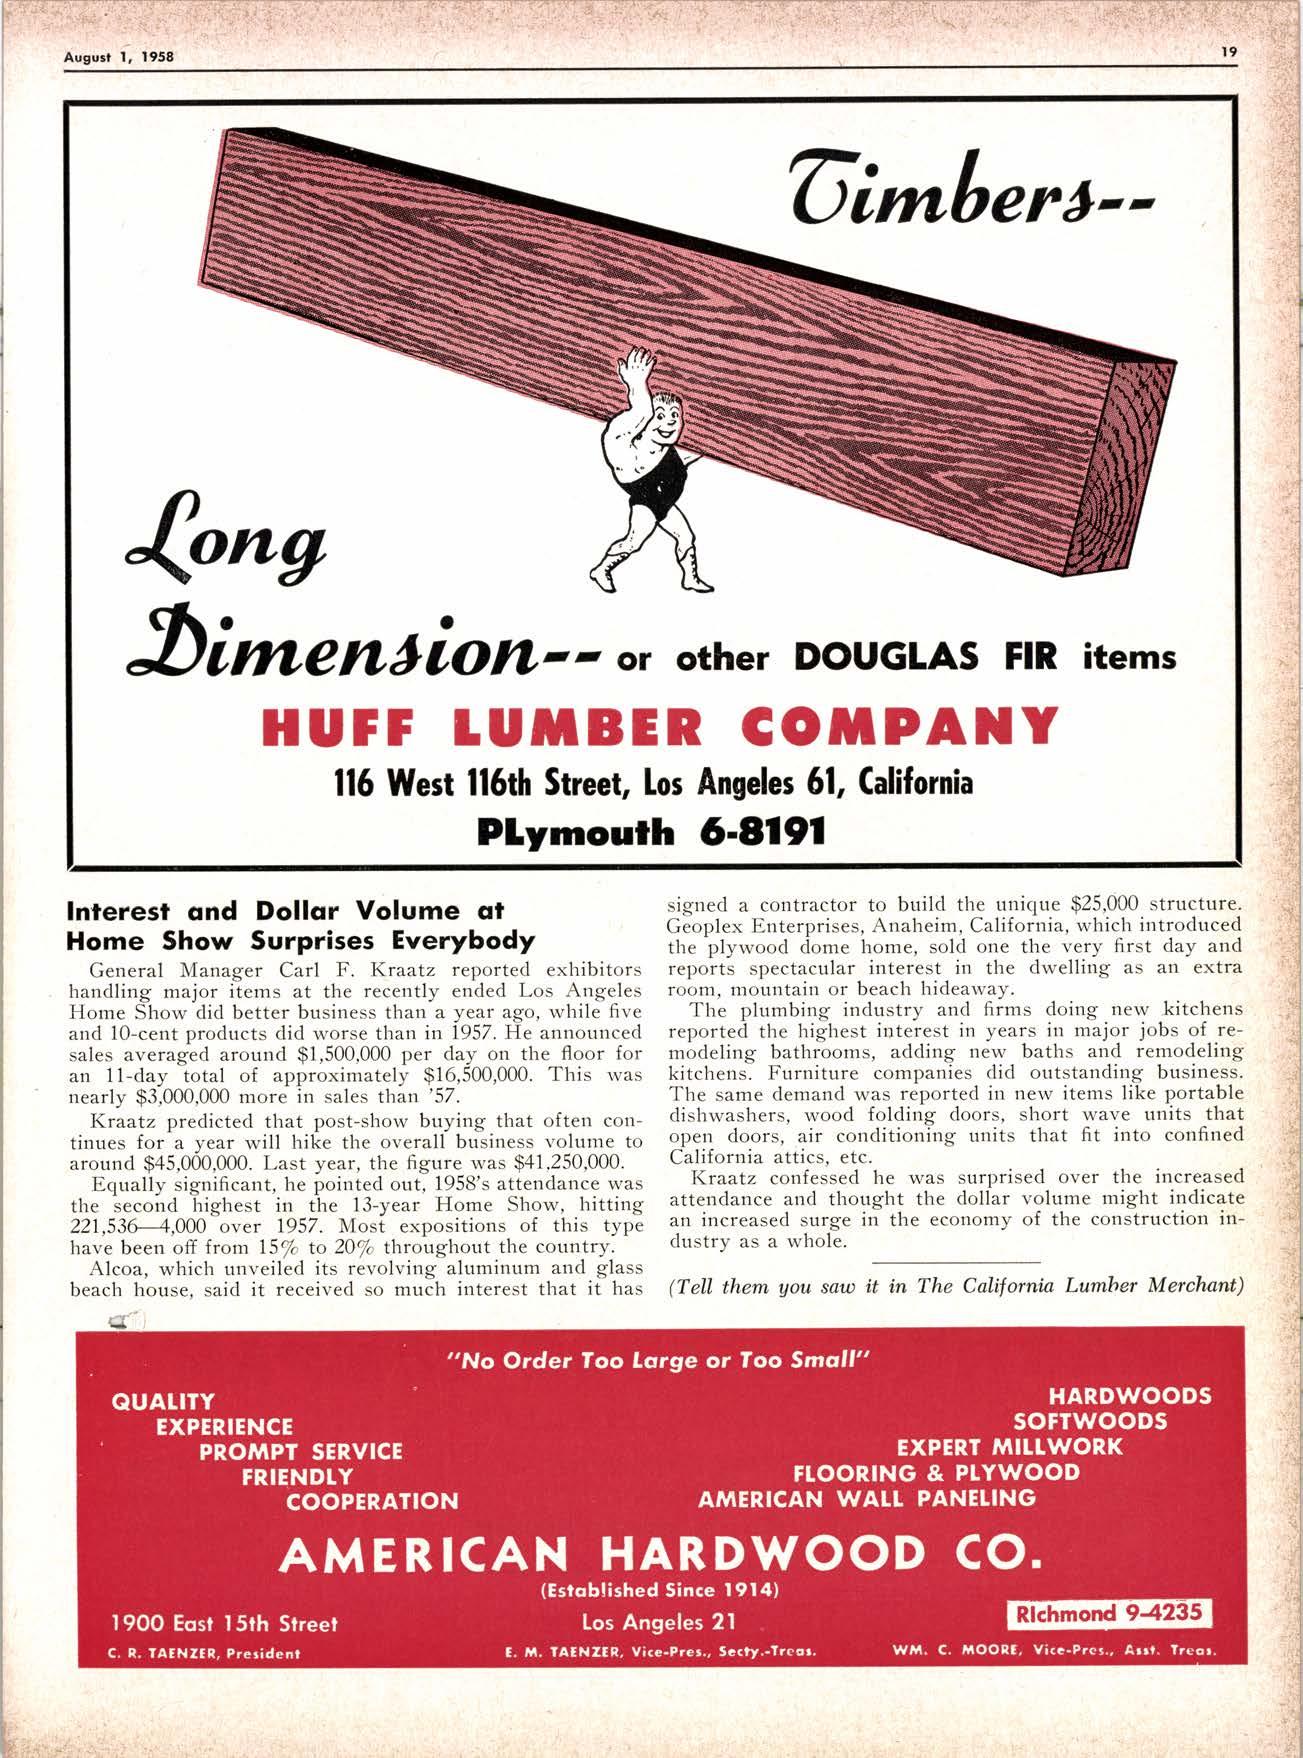 August 1, 1958
19
Timbers--
Long
Dimension-- or other DOUGLAS FIR items
HUFF LUMBER COMPANY
116 West 116th Street, Los Angeles 61, California
PLymouth 6-8191
Interest and Dollar Volume at
Home Show Surprises Everybody
General Manager Carl F. Kraatz reported exhibitors
handling major items at the recently ended Los Angeles
Home Show did better business than a year ago, while five
and 10-cent products did worse than in 1957. He announced
sales averaged around $1,500,000 per day on the floor for
an 11-day total of approximately $16,500,000. This was
nearly $3,000,000 more in sales than '57.
Kraatz predicted that post-show buying that often con-
tinues for a year will hike the overall business volume to
around $45,000,000. Last year, the figure was $41,250,000.
Equally significant, he pointed out, 1958's attendance was
the second highest in the 13-year Home Show, hitting
221,536—4,000 over 1957. Most expositions of this type
have been off from 15% to 20% throughout the country.
Alcoa, which unveiled its revolving aluminum and glass
beach house, said it received so much interest that it has
signed a contractor to build the unique $25,000 structure.
Geoplex Enterprises, Anaheim, California, which introduced
the plywood dome home, sold one the very first day and
reports spectacular interest in the dwelling as an extra
room, mountain or beach hideaway.
The plumbing industry and firms doing new kitchens
reported the highest interest in years in major jobs of re-
modeling bathrooms, adding new baths and remodeling
kitchens. Furniture companies did outstanding business.
The same demand was reported in new items like portable
dishwashers, wood folding doors, short wave units that
open doors, air conditioning units that fit into confined
California attics, etc.
Kraatz confessed he was surprised over the increased
attendance and thought the dollar volume might indicate
an increased surge in the economy of the construction in-
dustry as a whole.
(Tell them you saw it in The California Lumber Merchant)
"No Order Too Large or Too Small"
QUALITY
EXPERIENCE
PROMPT SERVICE
FRIENDLY
COOPERATION
HARDWOODS
SOFTWOODS
EXPERT MILLWORK
FLOORING & PLYWOOD
AMERICAN WALL PANELING
AMERICAN HARDWOOD CO.
(Established Since 1914)
1900 East 15th Street
Los Angeles 21
RIchmond 9-4235
C. R. TAENZER, President
E. M. TAENZER, Vice-Pres., Secty.-Treas.
WM. C. MOORE, Vice-Pres., Asst. Treas.